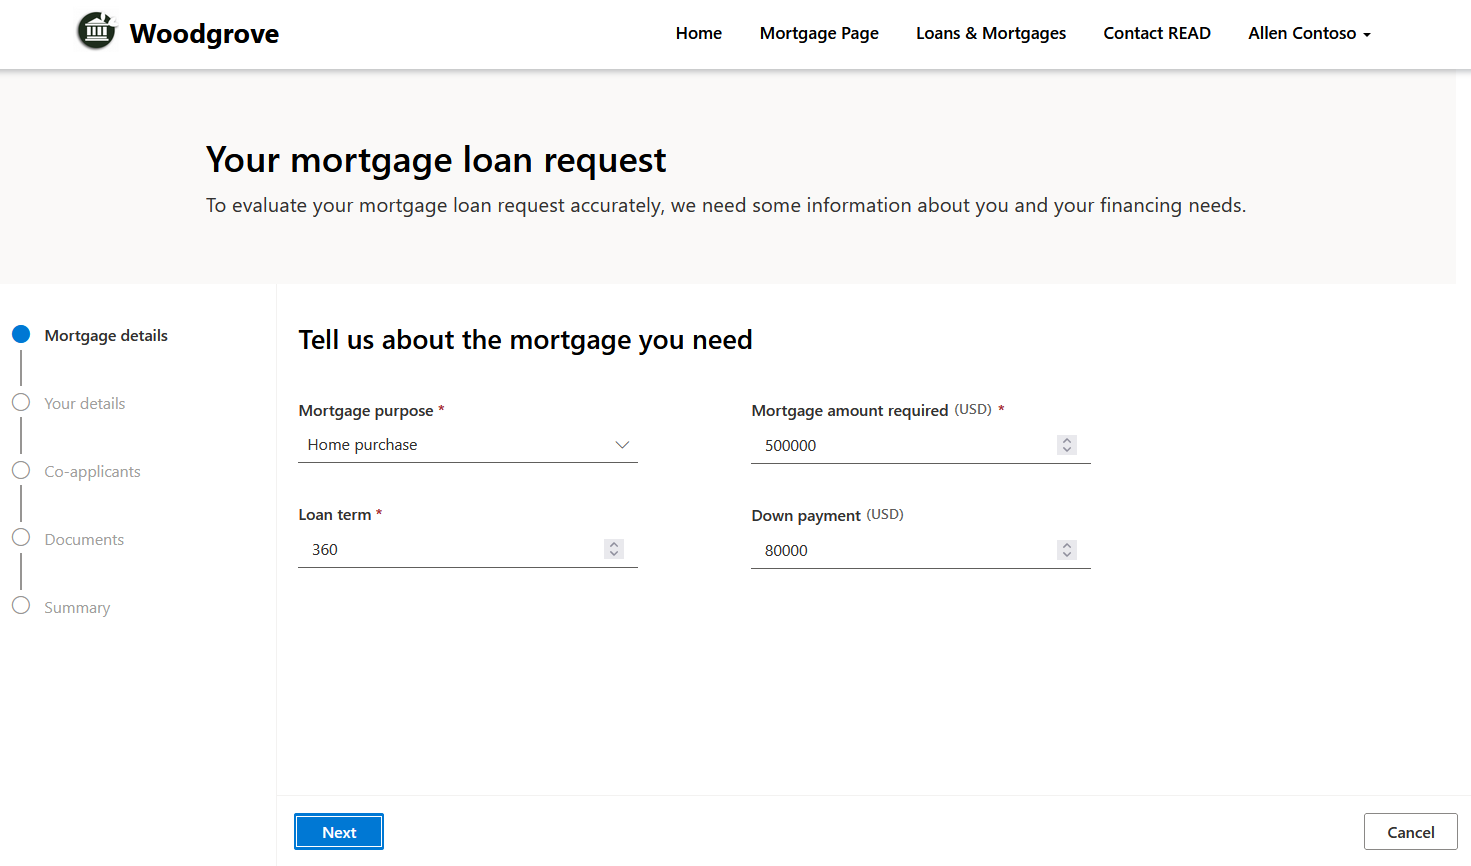 Woodgrove
Home Mortgage Page Loans & Mortgages Contact READ Allen Contoso
Your mortgage loan request
To evaluate your mortgage loan request accurately, we need some information about you and your financing needs.
Mortgage details
Your details
Co-applicants
Documents
Summary
Tell us about the mortgage you need
Mortgage purpose *
Home purchase
Mortgage amount required (USD) *
500000
Loan term *
360
Down payment (USD)
80000
Next
Cancel